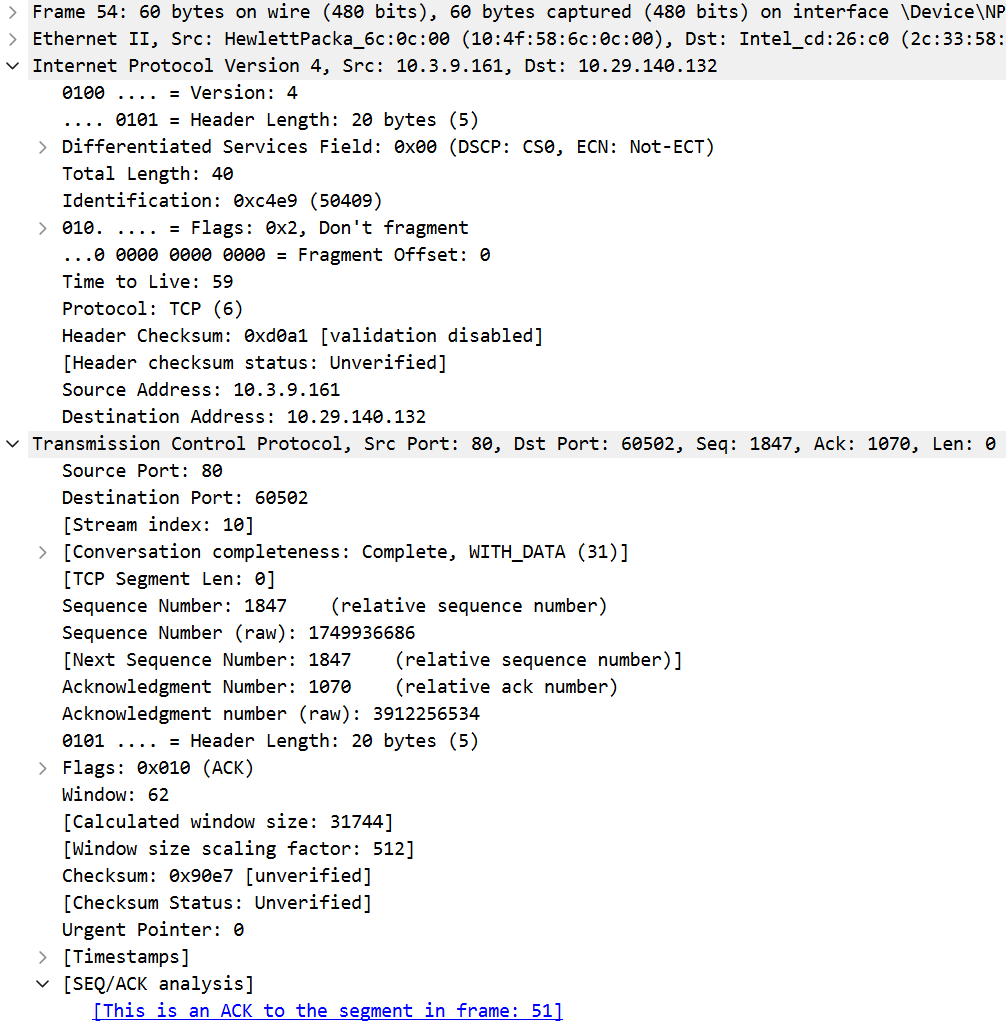 Frame 54: 60 bytes on wire (480 bits), 60 bytes captured (480 bits) on interface \Device\NP
Ethernet II, Src: HewlettPacka_6c:0c:00 (10:4f:58:6c:0c:00), Dst: Intel_cd:26:c0 (2c:33:58:
Internet Protocol Version 4, Src: 10.3.9.161, Dst: 10.29.140.132
0100 .... = Version: 4
.... 0101 = Header Length: 20 bytes (5)
Differentiated Services Field: 0x00 (DSCP: CS0, ECN: Not-ECT)
Total Length: 40
Identification: 0xc4e9 (50409)
010. .... = Flags: 0x2, Don't fragment
...0 0000 0000 0000 = Fragment Offset: 0
Time to Live: 59
Protocol: TCP (6)
Header Checksum: 0xd0a1 [validation disabled]
[Header checksum status: Unverified]
Source Address: 10.3.9.161
Destination Address: 10.29.140.132
Transmission Control Protocol, Src Port: 80, Dst Port: 60502, Seq: 1847, Ack: 1070, Len: 0
Source Port: 80
Destination Port: 60502
[Stream index: 10]
[Conversation completeness: Complete, WITH_DATA (31)]
[TCP Segment Len: 0]
Sequence Number: 1847    (relative sequence number)
Sequence Number (raw): 1749936686
[Next Sequence Number: 1847    (relative sequence number)]
Acknowledgment Number: 1070    (relative ack number)
Acknowledgment number (raw): 3912256534
0101 .... = Header Length: 20 bytes (5)
Flags: 0x010 (ACK)
Window: 62
[Calculated window size: 31744]
[Window size scaling factor: 512]
Checksum: 0x90e7 [unverified]
[Checksum Status: Unverified]
Urgent Pointer: 0
[Timestamps]
[SEQ/ACK analysis]
[This is an ACK to the segment in frame: 51]